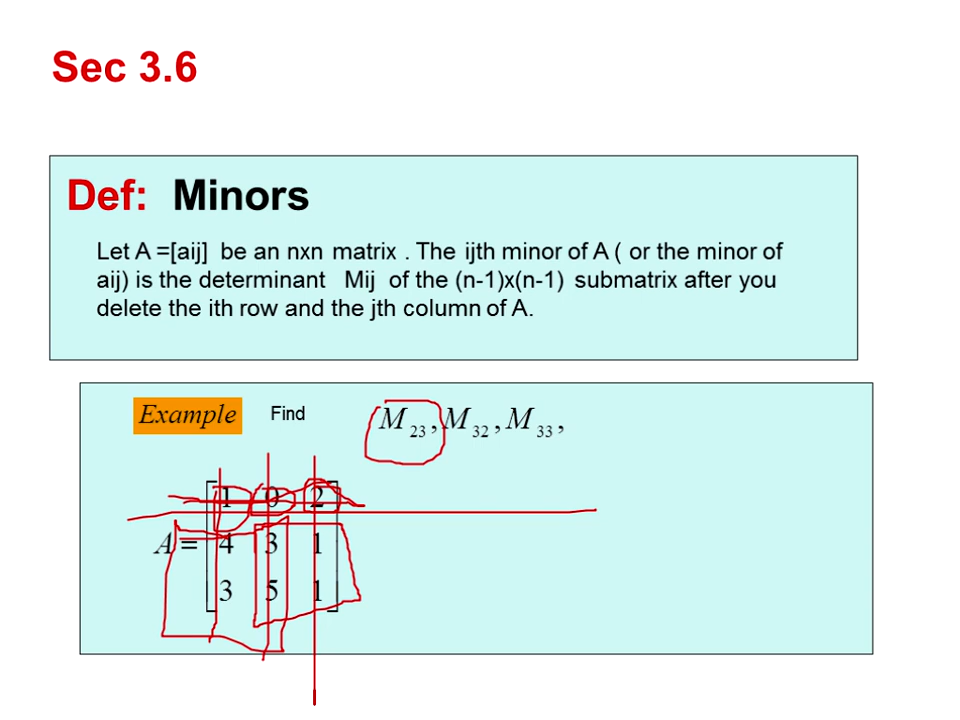 Sec 3.6
Def: Minors
Let A =[aij] be an nxn matrix . The ijth minor of A ( or the minor of
aij) is the determinant Mij of the (n-1)x(n-1) submatrix after you
delete the ith row and the jth column of A.
Example Find M23 , M32 , M33 ,
1 0 2
A = 4 3 1
3 5 1